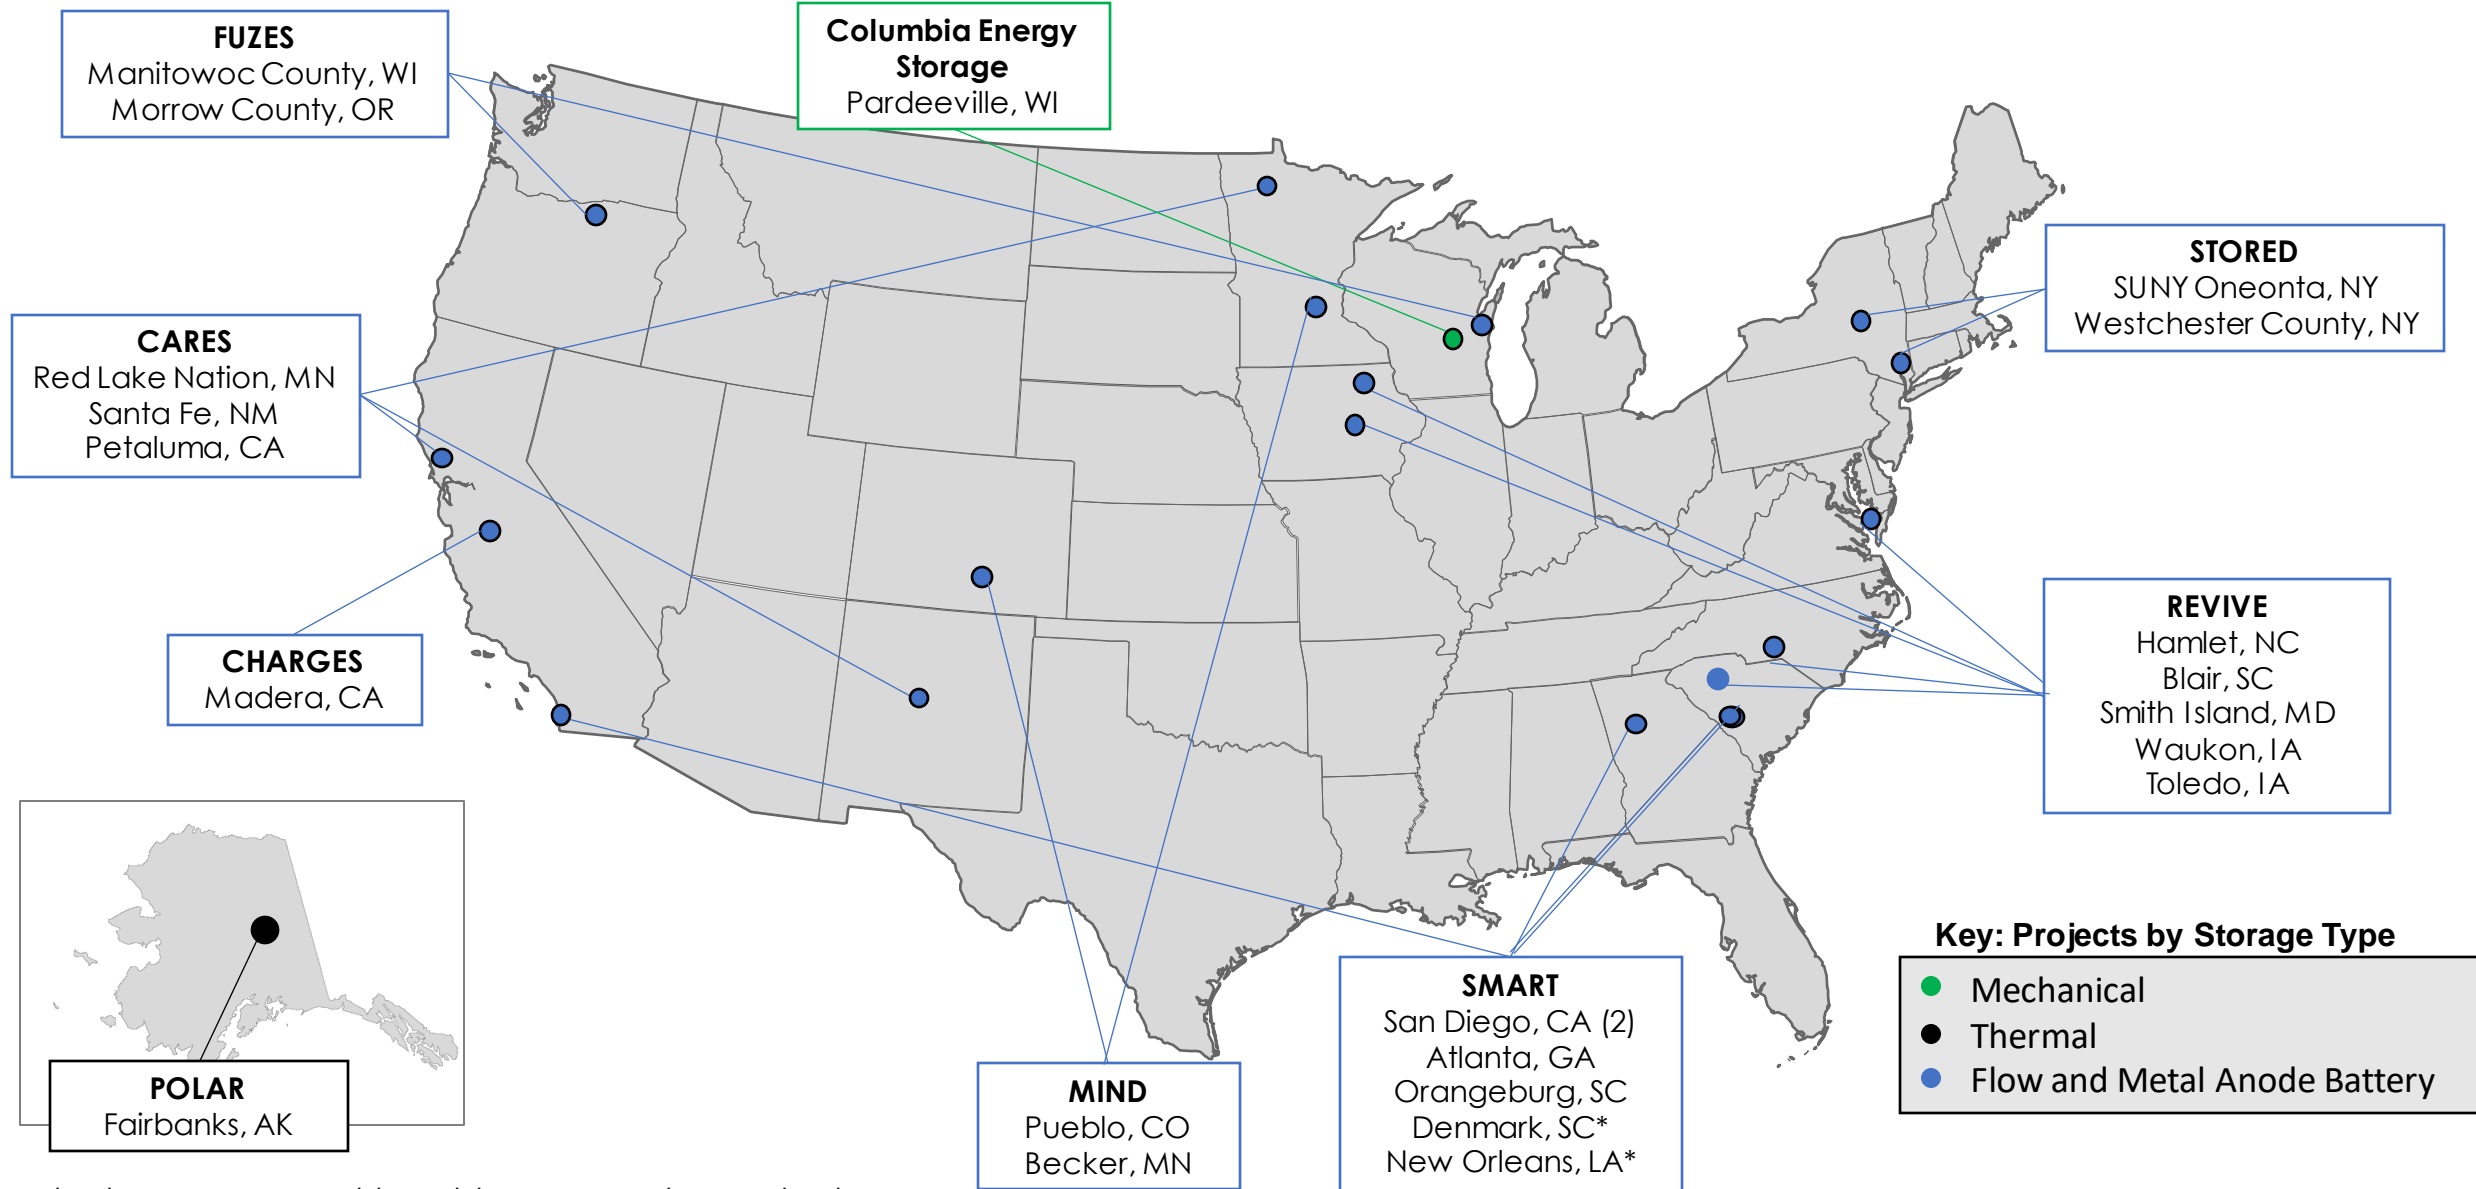 FUZES
Manitowoc County, WI
Morrow County, OR
Columbia Energy
Storage
Pardeeville, WI
STORED
SUNY Oneonta, NY
Westchester County, NY
CARES
Red Lake Nation, MN
Santa Fe, NM
Petaluma, CA
CHARGES
Madera, CA
REVIVE
Hamlet, NC
Blair, SC
Smith Island, MD
Waukon, IA
Toledo, IA
POLAR
Fairbanks, AK
MIND
Pueblo, CO
Becker, MN
SMART
San Diego, CA (2)
Atlanta, GA
Orangeburg, SC
Denmark, SC*
New Orleans, LA*
Key: Projects by Storage Type
Mechanical
Thermal
Flow and Metal Anode Battery